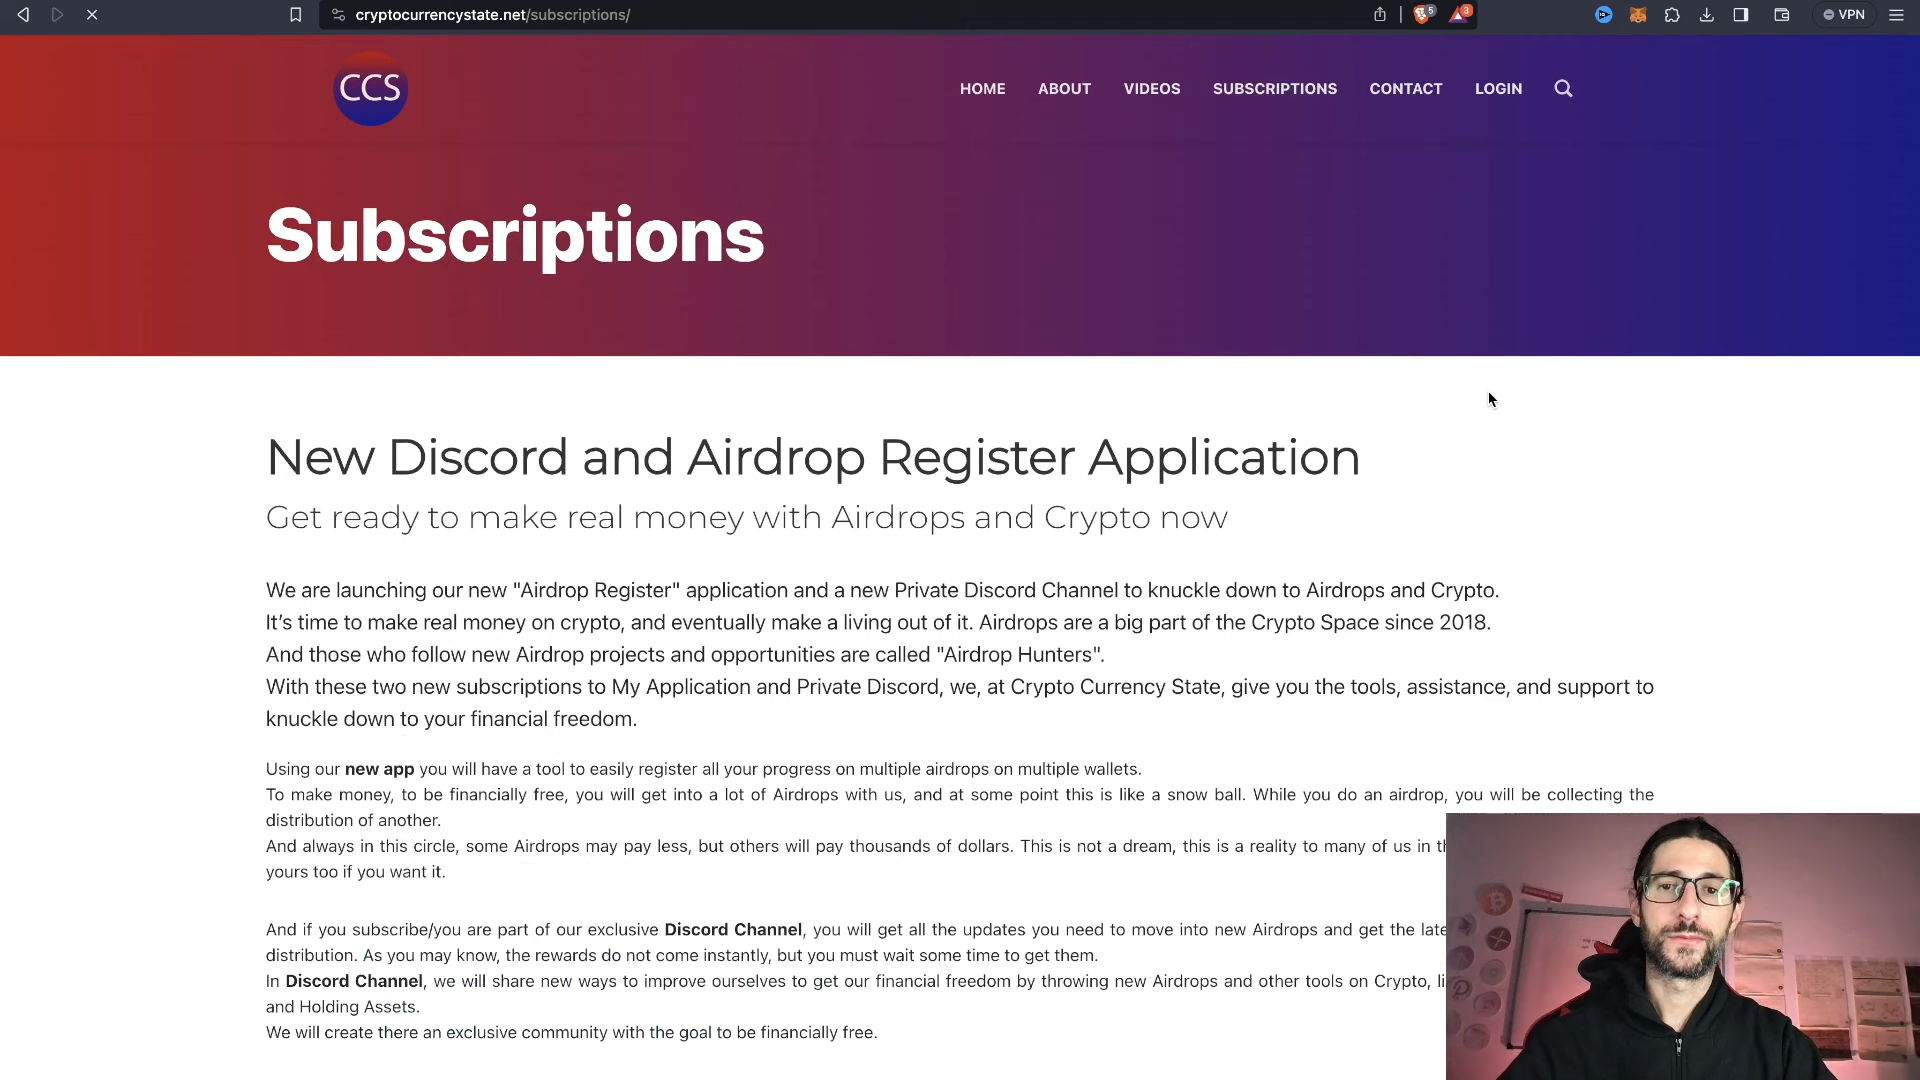 cryptocurrencystate.net/subscriptions/
5
3
VPN
CCS
HOME
ABOUT
VIDEOS
SUBSCRIPTIONS
CONTACT
LOGIN
Subscriptions
New Discord and Airdrop Register Application
Get ready to make real money with Airdrops and Crypto now
We are launching our new "Airdrop Register" application and a new Private Discord Channel to knuckle down to Airdrops and Crypto.
It's time to make real money on crypto, and eventually make a living out of it. Airdrops are a big part of the Crypto Space since 2018.
And those who follow new Airdrop projects and opportunities are called "Airdrop Hunters".
With these two new subscriptions to My Application and Private Discord, we, at Crypto Currency State, give you the tools, assistance, and support to
knuckle down to your financial freedom.
Using our new app you will have a tool to easily register all your progress on multiple airdrops on multiple wallets.
To make money, to be financially free, you will get into a lot of Airdrops with us, and at some point this is like a snow ball. While you do an airdrop, you will be collecting the
distribution of another.
And always in this circle, some Airdrops may pay less, but others will pay thousands of dollars. This is not a dream, this is a reality to many of us in
yours too if you want it.
And if you subscribe/you are part of our exclusive Discord Channel, you will get all the updates you need to move into new Airdrops and get the
distribution. As you may know, the rewards do not come instantly, but you must wait some time to get them.
In Discord Channel, we will share new ways to improve ourselves to get our financial freedom by throwing new Airdrops and other tools on Crypto,
and Holding Assets.
We will create there an exclusive community with the goal to be financially free.